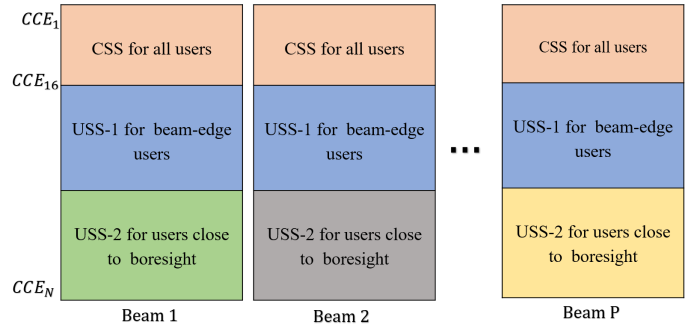 CCE₁
CSS for all users
CSS for all users
CSS for all users
CCE₁₆
USS-1 for beam-edge
users
USS-1 for beam-edge
users
...
USS-1 for beam-edge
users
USS-2 for users close
to boresight
USS-2 for users close
to boresight
USS-2 for users close
to boresight
CCE_N
Beam 1
Beam 2
Beam P